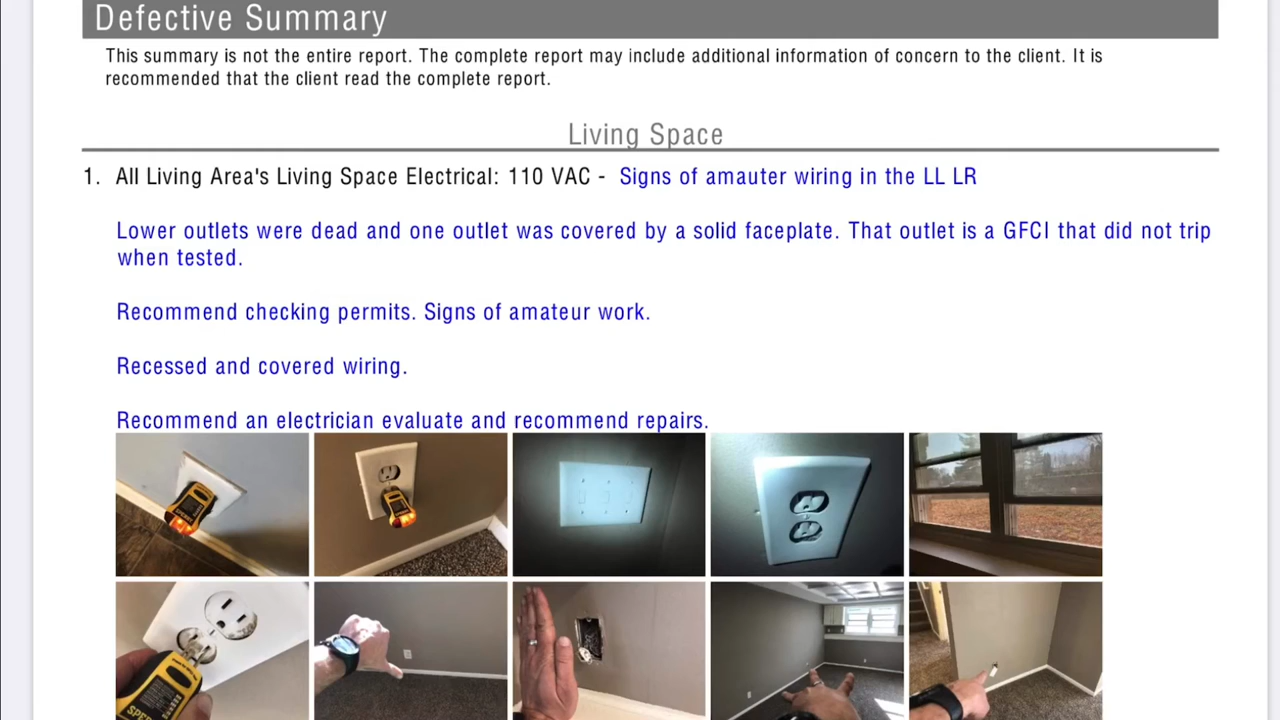 Defective Summary
This summary is not the entire report. The complete report may include additional information of concern to the client. It is
recommended that the client read the complete report.
Living Space
1. All Living Area's Living Space Electrical: 110 VAC - Signs of amauter wiring in the LL LR
Lower outlets were dead and one outlet was covered by a solid faceplate. That outlet is a GFCI that did not trip
when tested.
Recommend checking permits. Signs of amateur work.
Recessed and covered wiring.
Recommend an electrician evaluate and recommend repairs.